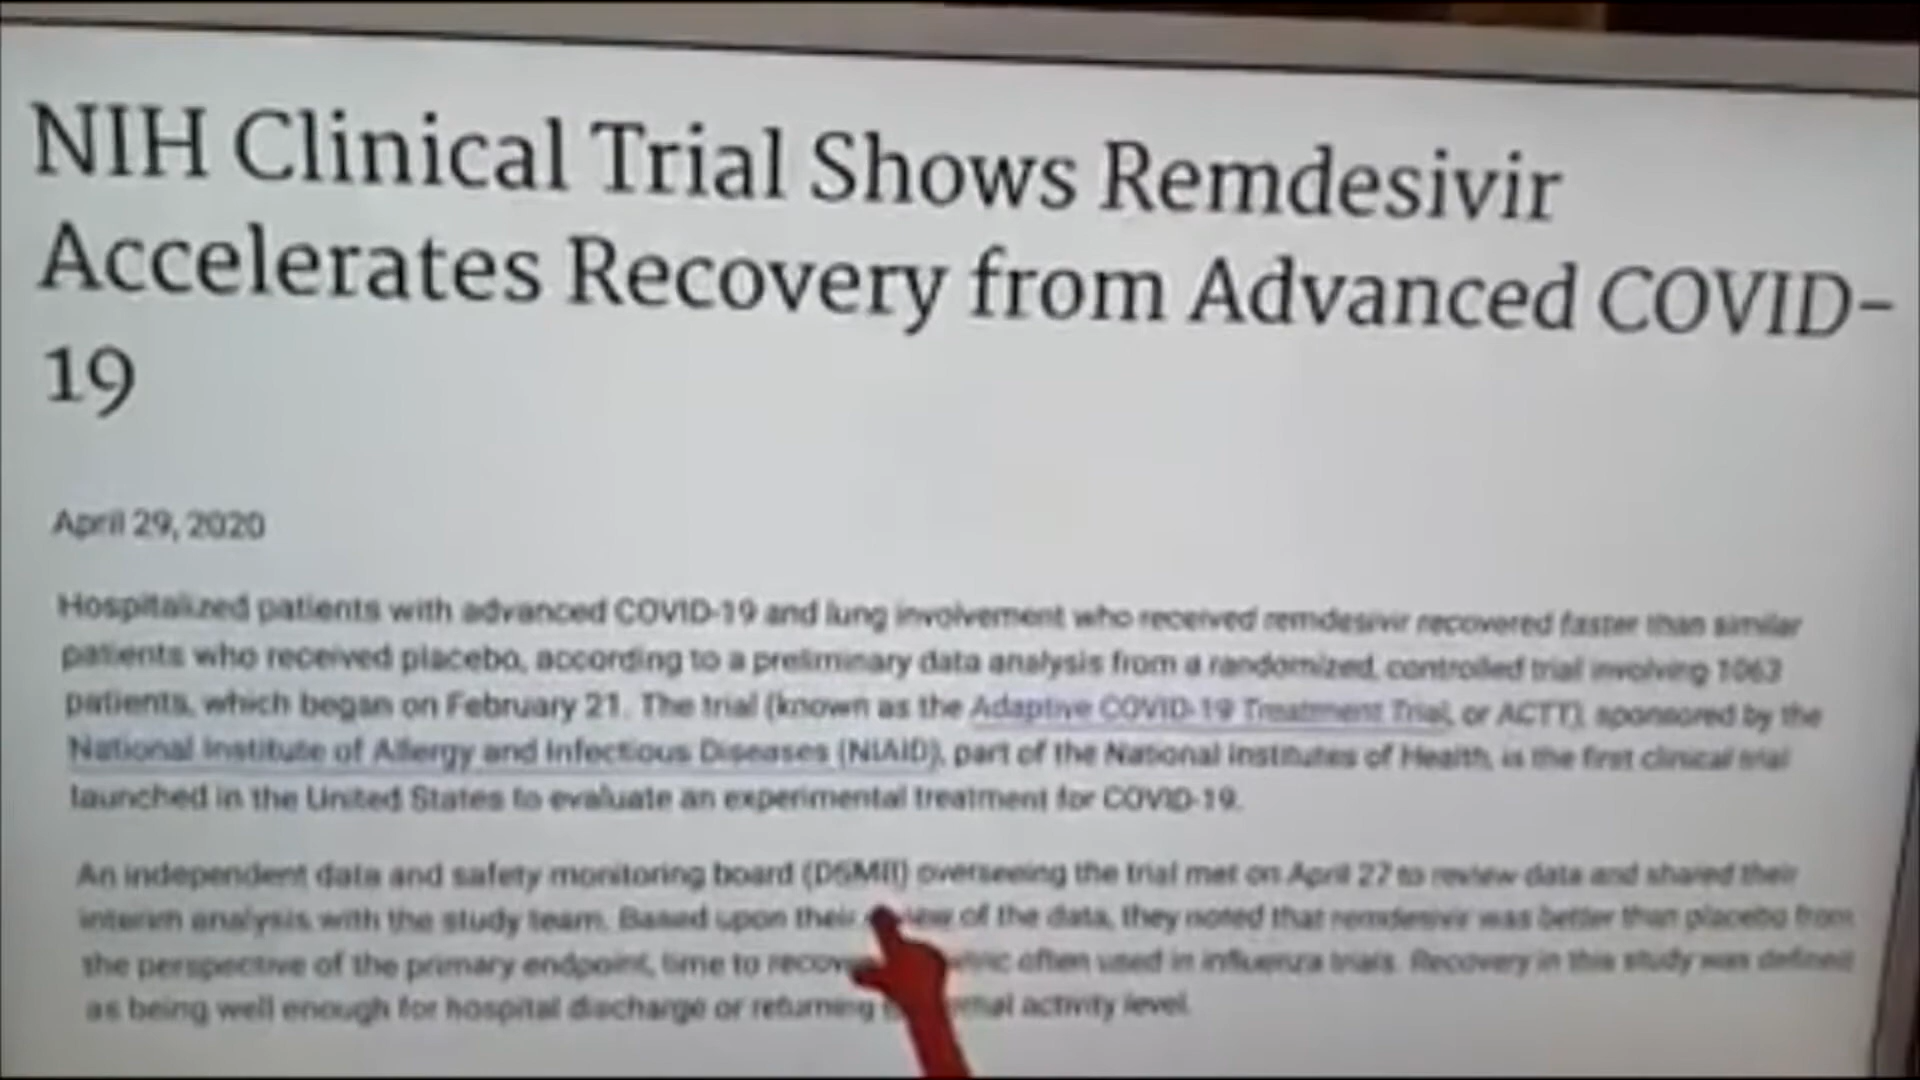 NIH Clinical Trial Shows Remdesivir
Accelerates Recovery from Advanced COVID-
19
April 29, 2020
Hospitalized patients with advanced COVID-19 and lung involvement who received remdesivir recovered faster than similar
patients who received placebo, according to a preliminary data analysis from a randomized, controlled trial involving 1063
patients, which began on February 21. The trial (known as the Adaptive COVID-19 Treatment Trial, or ACTT), sponsored by the
National Institute of Allergy and Infectious Diseases (NIAID), part of the National Institutes of Health, is the first clinical trial
launched in the United States to evaluate an experimental treatment for COVID-19.
An independent data and safety monitoring board (DSMB) overseeing the trial met on April 27 to review data and shared their
interim analysis with the study team. Based upon their of the data, they noted that remdesivir was better than placebo from
the perspective of the primary endpoint, time to often used in influenza trials. Recovery in this study was defined
as being well enough for hospital discharge or returning activity level.